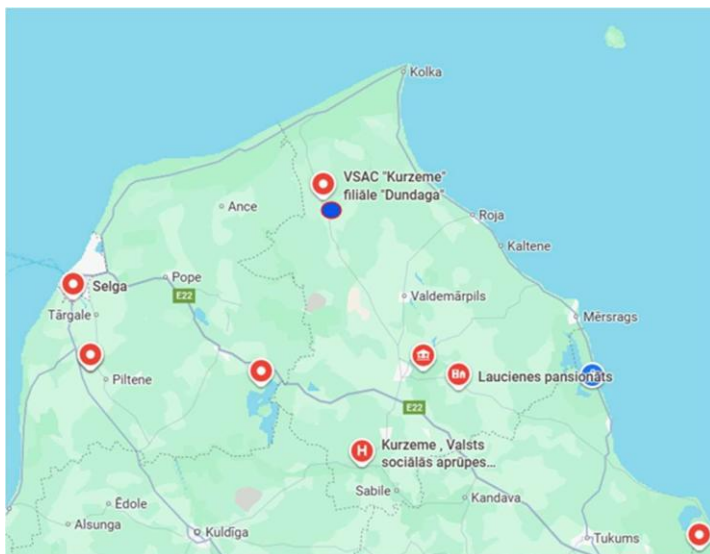 Kolka
VSAC "Kurzeme"
filiāle "Dundaga"
Ance
Roja
Kaltene
Selga
Pope
E22
Valdemārpils
Tārgale
Mērsrags
Piltene
Laucienes pansionāts
E22
H
Kurzeme , Valsts
sociālās aprūpes...
Sabile
Kandava
Ēdole
Alsunga
Kuldīga
Tukums